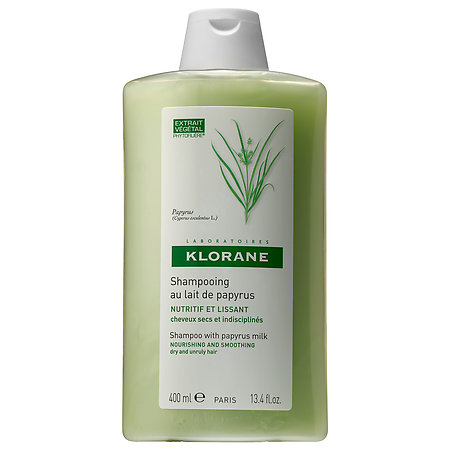 EXTRAIT
VÉGÉTAL
PHYTOFILIERE®
Papyrus
(Cyperus esculentus L.)
LABORATOIRES
KLORANE
Shampooing
au lait de papyrus
NUTRITIF ET LISSANT
cheveux secs et indisciplinés
Shampoo with papyrus milk
NOURISHING AND SMOOTHING
dry and unruly hair
400 ml ℮ PARIS 13.4 fl.oz.